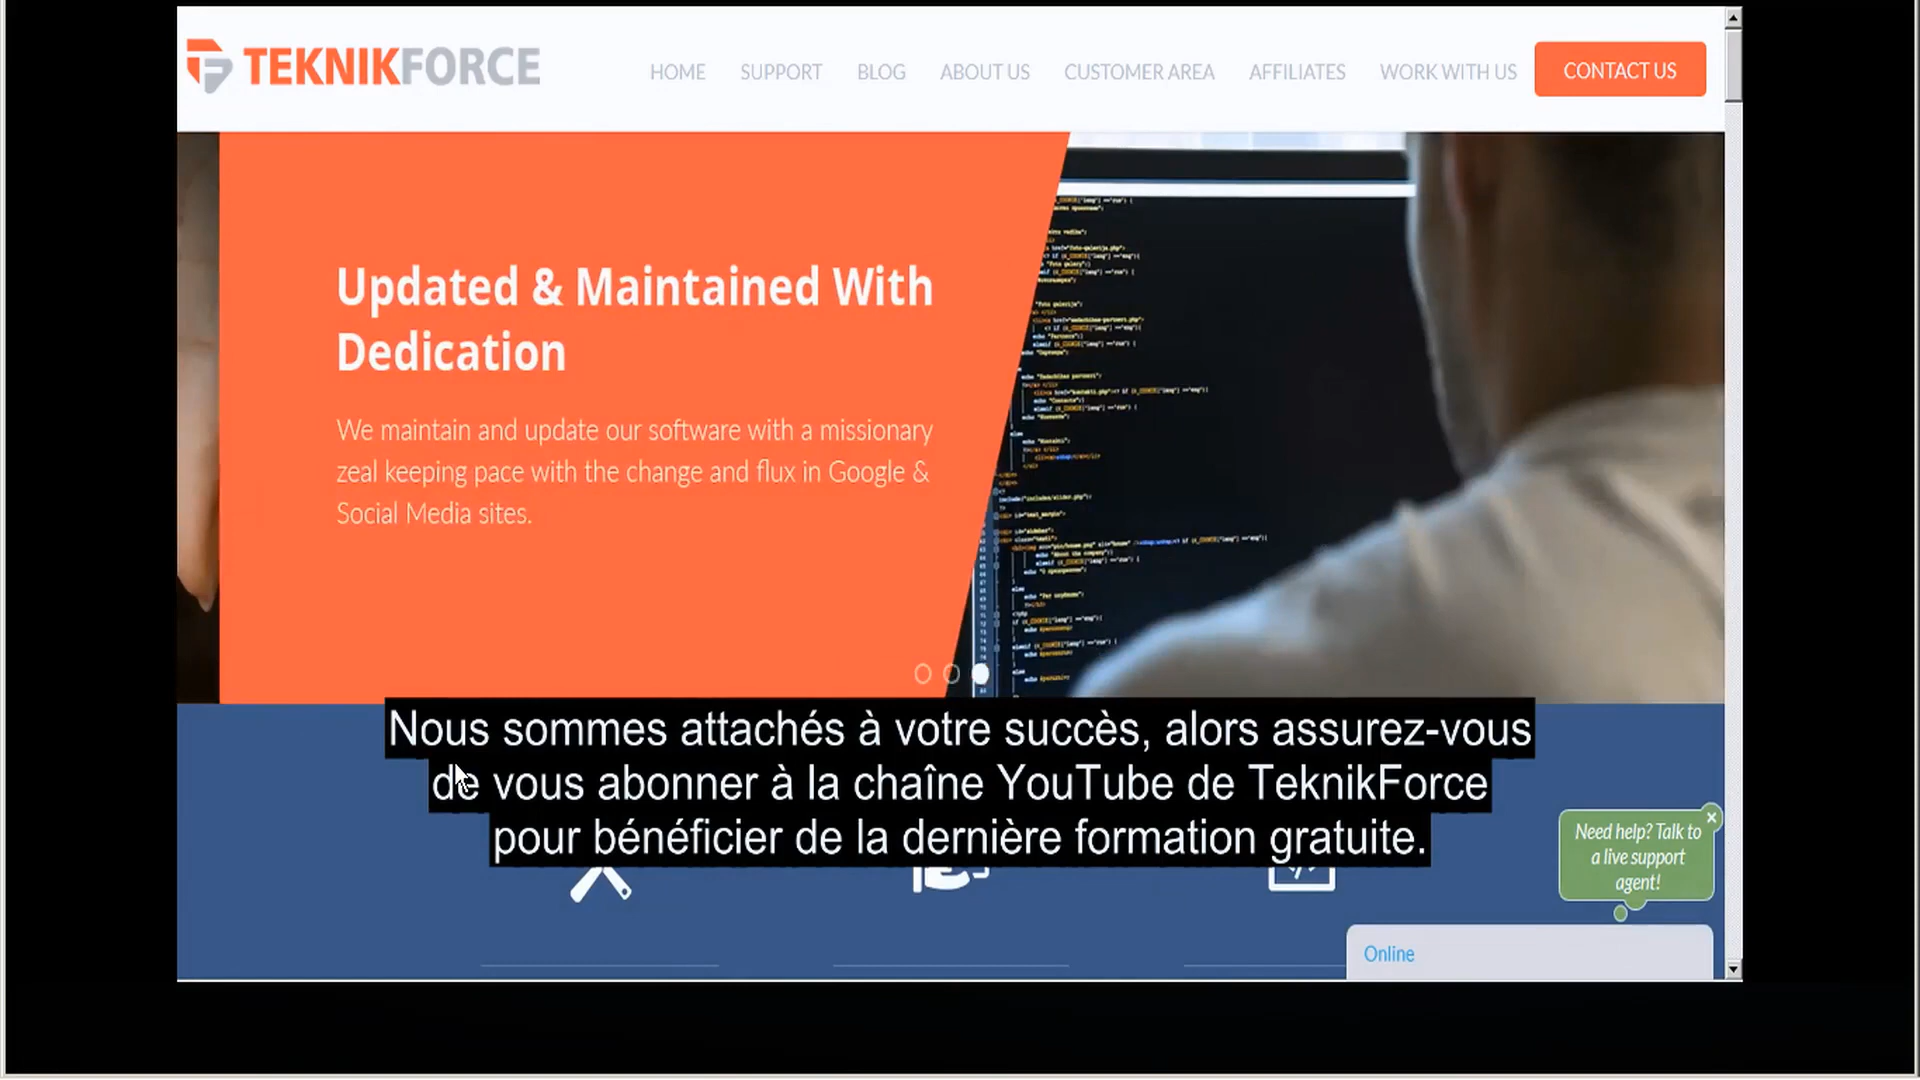 TEKNIKFORCE
HOME SUPPORT BLOG ABOUT US CUSTOMER AREA AFFILIATES WORK WITH US CONTACT US
Updated & Maintained With
Dedication
We maintain and update our software with a missionary
zeal keeping pace with the change and flux in Google &
Social Media sites.
Nous sommes attachés à votre succès, alors assurez-vous
de vous abonner à la chaîne YouTube de TeknikForce
pour bénéficier de la dernière formation gratuite.
Need help? Talk to
a live support
agent!
Online